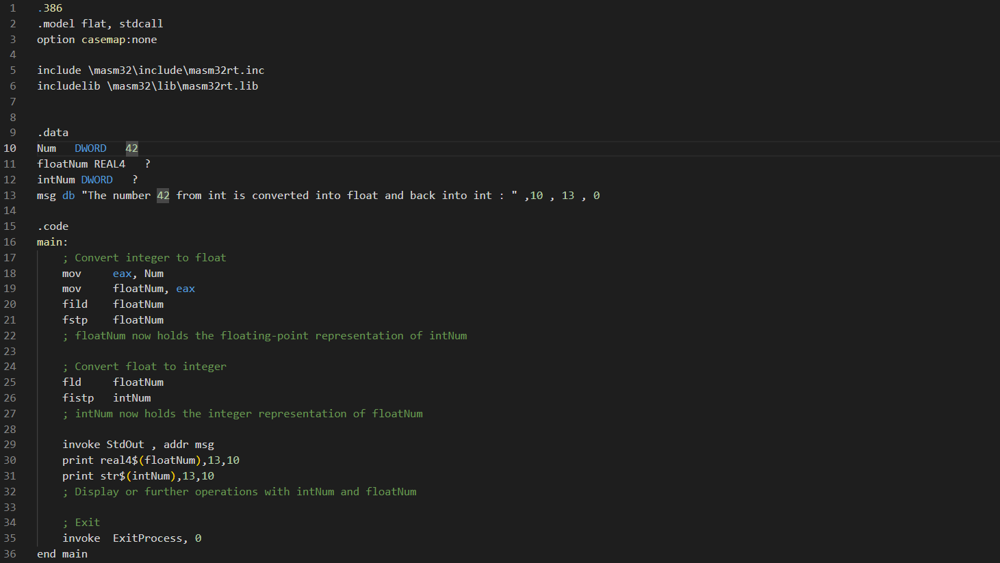 1 .386
2 .model flat, stdcall
3 option casemap:none
4
5 include \masm32\include\masm32rt.inc
6 includelib \masm32\lib\masm32rt.lib
7
8
9 .data
10 Num   DWORD   42
11 floatNum REAL4   ?
12 intNum DWORD   ?
13 msg db "The number 42 from int is converted into float and back into int : " ,10 , 13 , 0
14
15 .code
16 main:
17     ; Convert integer to float
18     mov     eax, Num
19     mov     floatNum, eax
20     fild    floatNum
21     fstp    floatNum
22     ; floatNum now holds the floating-point representation of intNum
23
24     ; Convert float to integer
25     fld     floatNum
26     fistp   intNum
27     ; intNum now holds the integer representation of floatNum
28
29     invoke StdOut , addr msg
30     print real4$(floatNum),13,10
31     print str$(intNum),13,10
32     ; Display or further operations with intNum and floatNum
33
34     ; Exit
35     invoke  ExitProcess, 0
36 end main